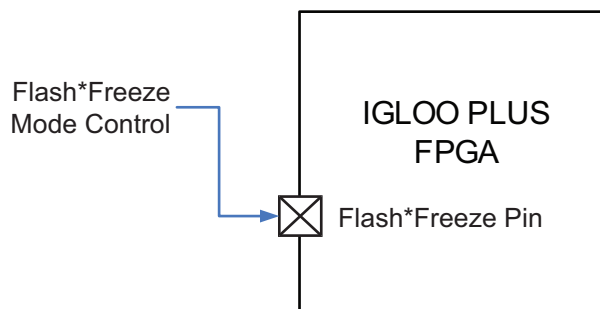 Flash*Freeze
Mode Control
IGLOO PLUS
FPGA
Flash*Freeze Pin